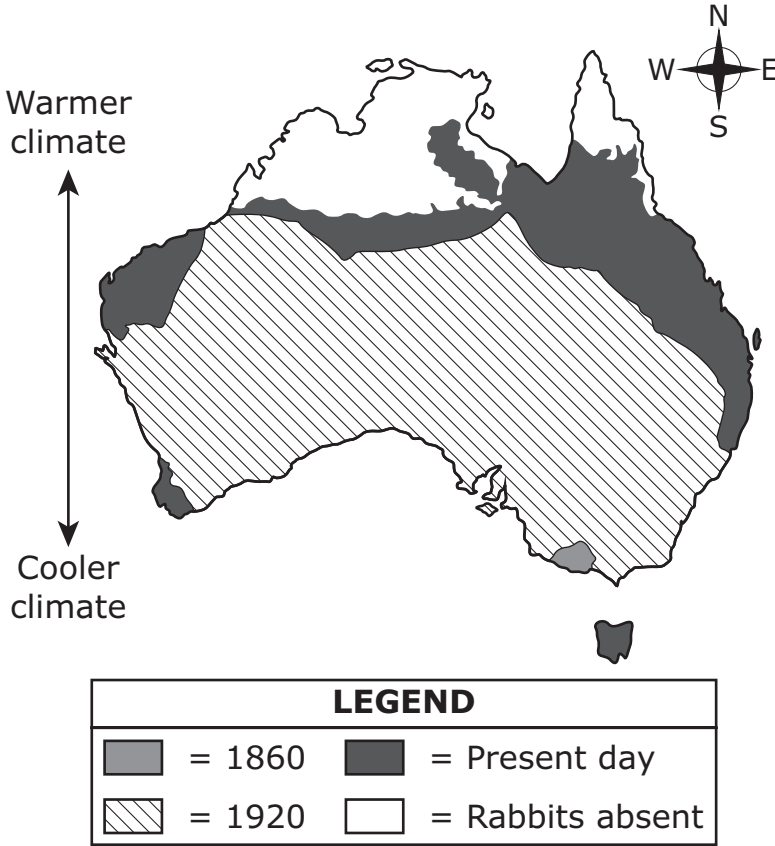 N
W E
S
Warmer
climate
Cooler
climate
LEGEND
= 1860 = Present day
= 1920 = Rabbits absent